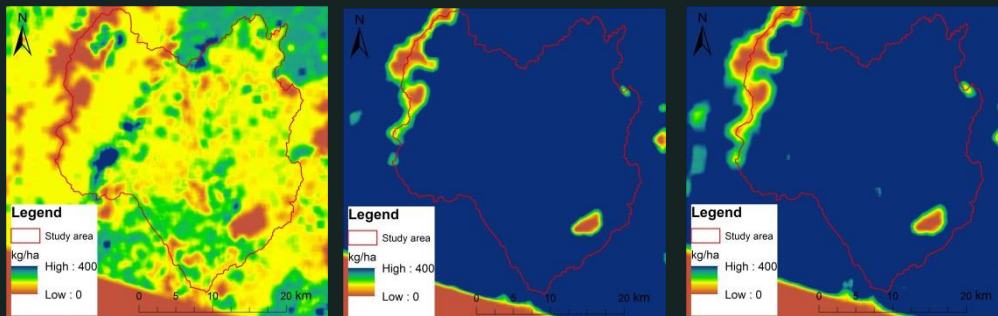 N
Legend
Study area
kg/ha
High : 400
Low : 0
0 5 10 20 km
N
Legend
Study area
kg/ha
High : 400
Low : 0
0 5 10 20 km
N
Legend
Study area
kg/ha
High : 400
Low : 0
0 5 10 20 km